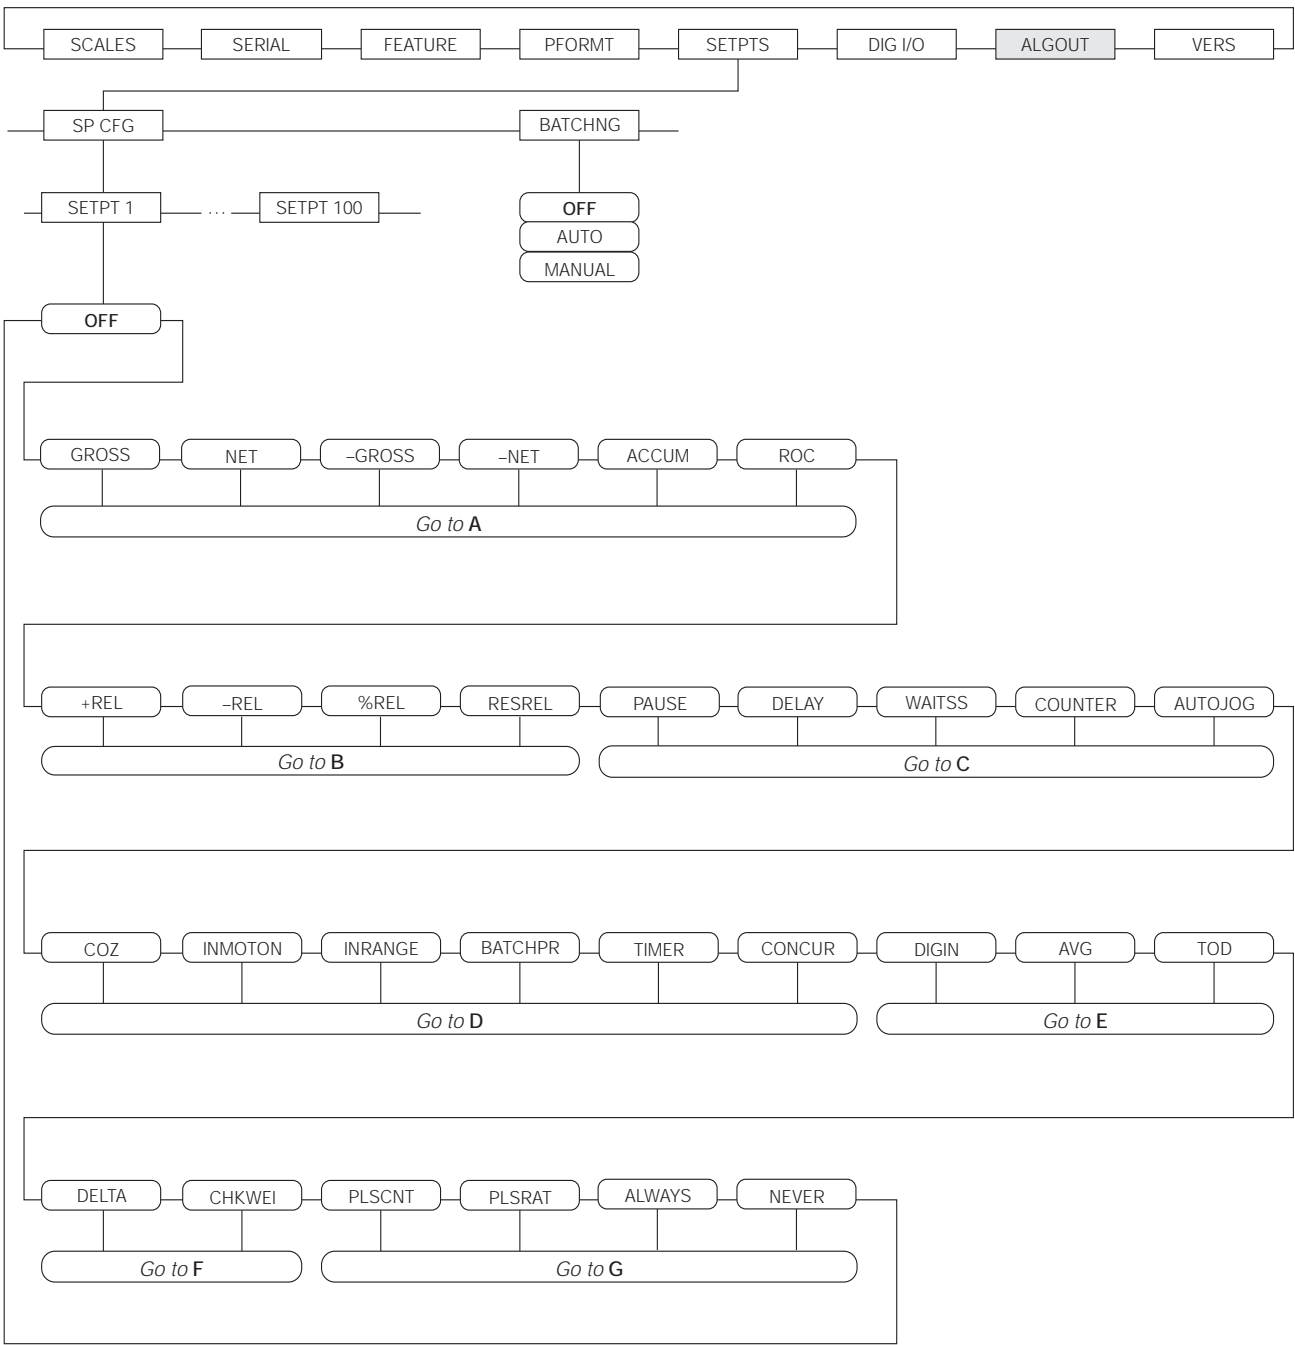 SCALES SERIAL FEATURE PFORMT SETPTS DIG I/O ALGOUT VERS
SP CFG BATCHNG
SETPT 1 ... SETPT 100 OFF
AUTO
MANUAL
OFF
GROSS NET –GROSS –NET ACCUM ROC
Go to A
+REL –REL %REL RESREL PAUSE DELAY WAITSS COUNTER AUTOJOG
Go to B Go to C
COZ INMOTON INRANGE BATCHPR TIMER CONCUR DIGIN AVG TOD
Go to D Go to E
DELTA CHKWEI PLSCNT PLSRAT ALWAYS NEVER
Go to F Go to G